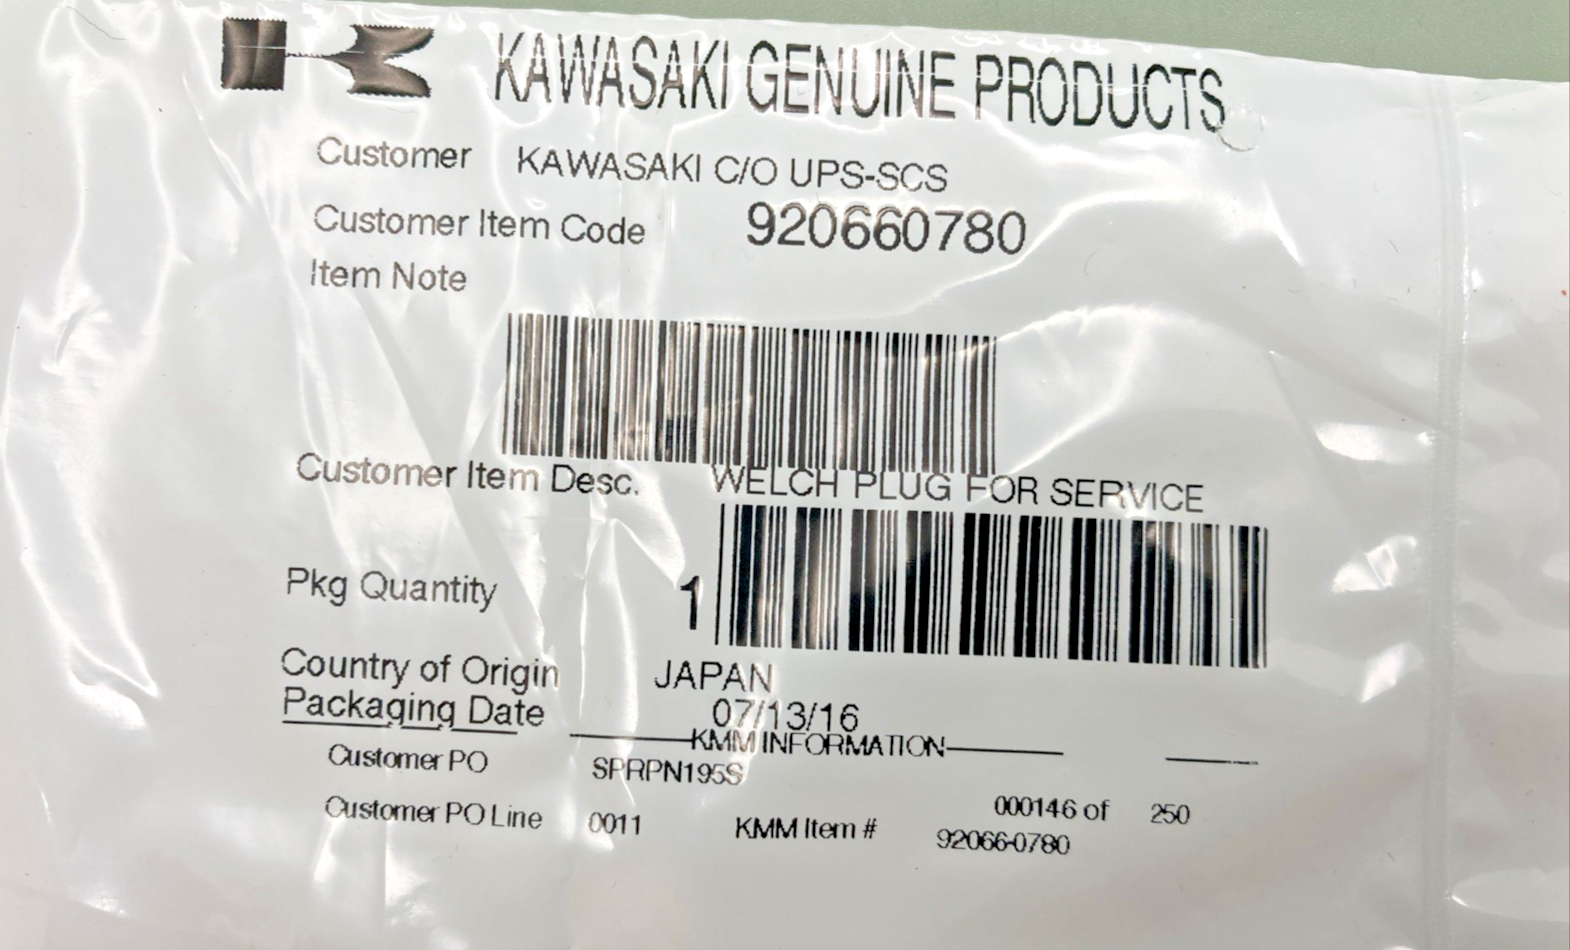 KAWASAKI GENUINE PRODUCTS
Customer KAWASAKI C/O UPS-SCS
Customer Item Code 920660780
Item Note
Customer Item Desc. WELCH PLUG FOR SERVICE
Pkg Quantity 1
Country of Origin JAPAN
Packaging Date 07/13/16
KMM INFORMATION
Customer PO SPRPN195S
000146 of 250
Customer PO Line 0011 KMM Item # 92066-0780